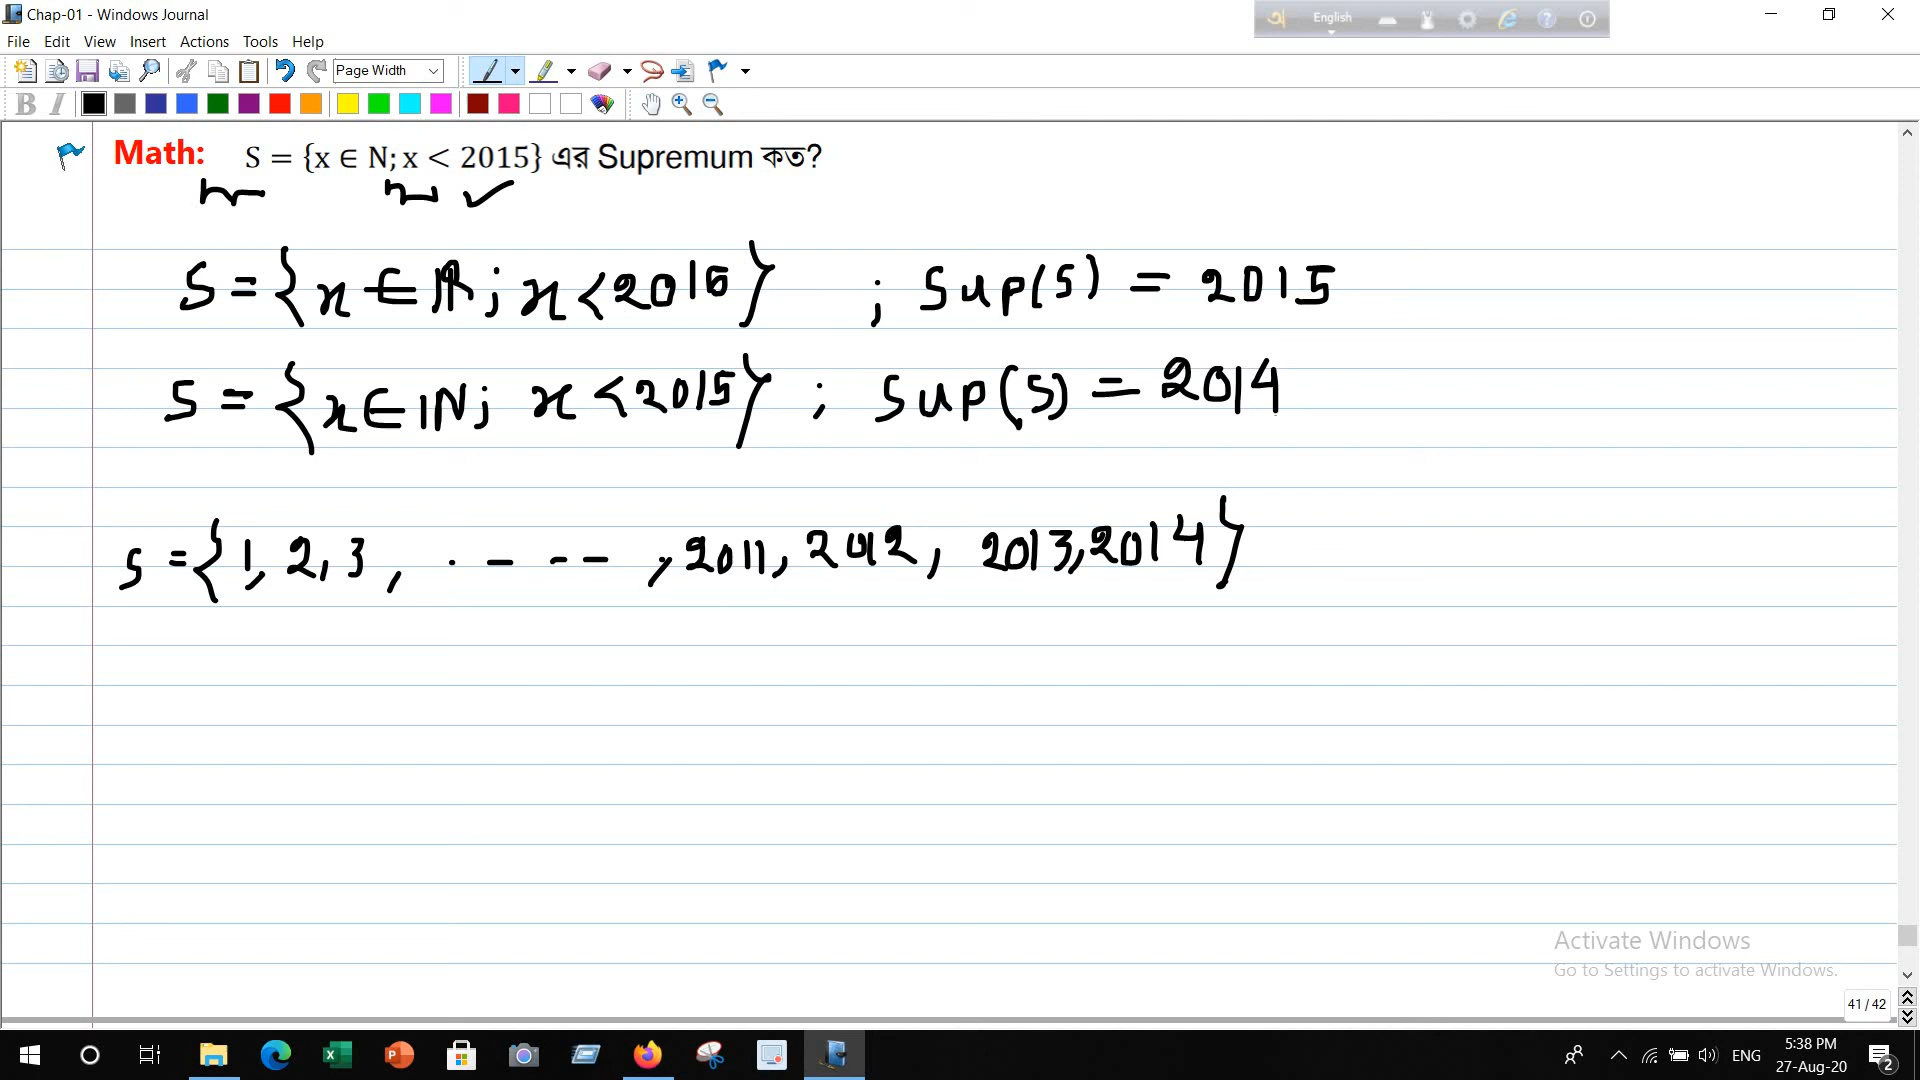 Chap-01 - Windows Journal
English
File Edit View Insert Actions Tools Help
Page Width
B I
Math: S = {x ∈ N; x < 2015} এর Supremum কত?
S = {x ∈ ℝ; x < 2015} ; Sup(S) = 2015
S = {x ∈ ℕ; x < 2015} ; Sup(S) = 2014
S = {1, 2, 3, . - - - , 2011, 2012, 2013, 2014}
Activate Windows
Go to Settings to activate Windows.
41 / 42
ENG
5:38 PM
27-Aug-20
2